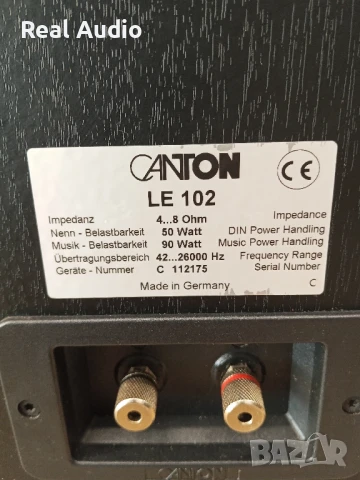 Real Audio
CANTON
CE
LE 102
Impedanz 4...8 Ohm Impedance
Nenn - Belastbarkeit 50 Watt DIN Power Handling
Musik - Belastbarkeit 90 Watt Music Power Handling
Übertragungsbereich 42...26000 Hz Frequency Range
Geräte - Nummer C 112175 Serial Number
Made in Germany
C
CANTON
BAZAR